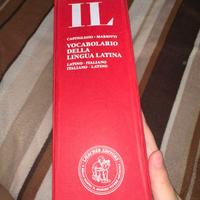 IL
CASTIGLIONI - MARIOTTI
VOCABOLARIO
DELLA
LINGUA LATINA
LATINO - ITALIANO
ITALIANO - LATINO
LOESCHER EDITORE